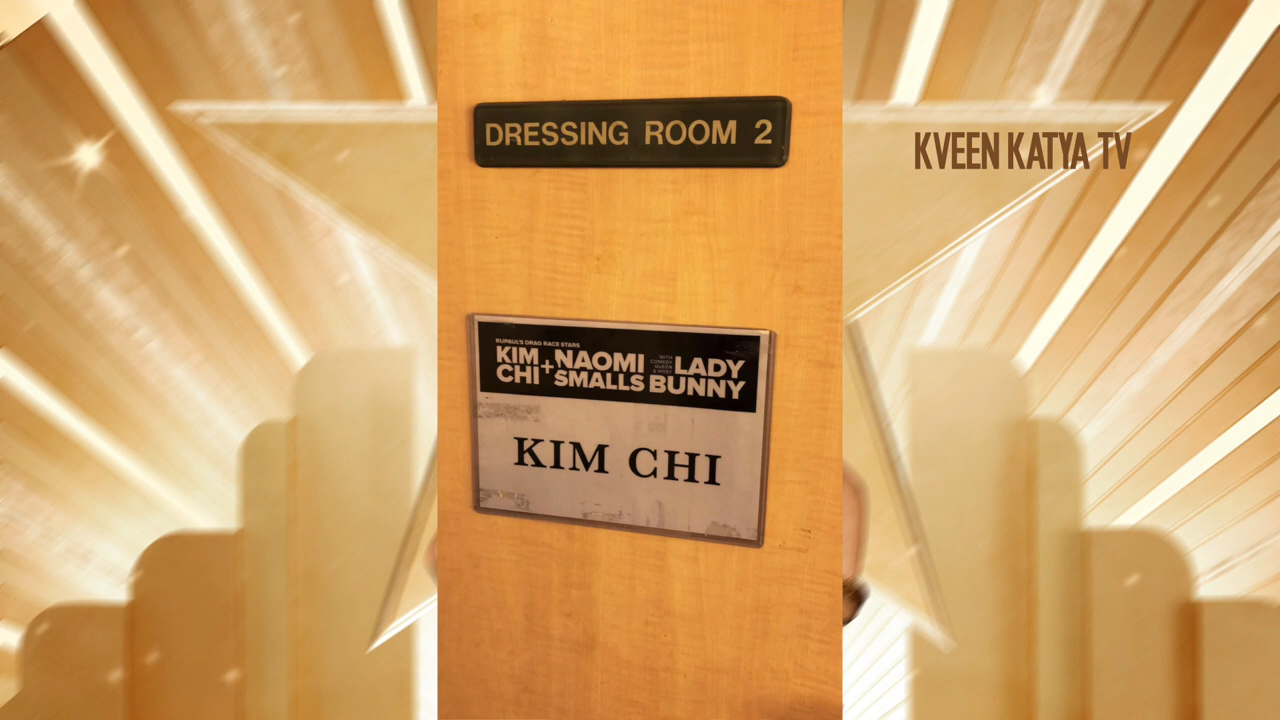 DRESSING ROOM 2
KVEEN KATYA TV
RUPAUL'S DRAG RACE STARS
KIM CHI + NAOMI SMALLS WITH COMEDY QUEEN & HOST LADY BUNNY
KIM CHI